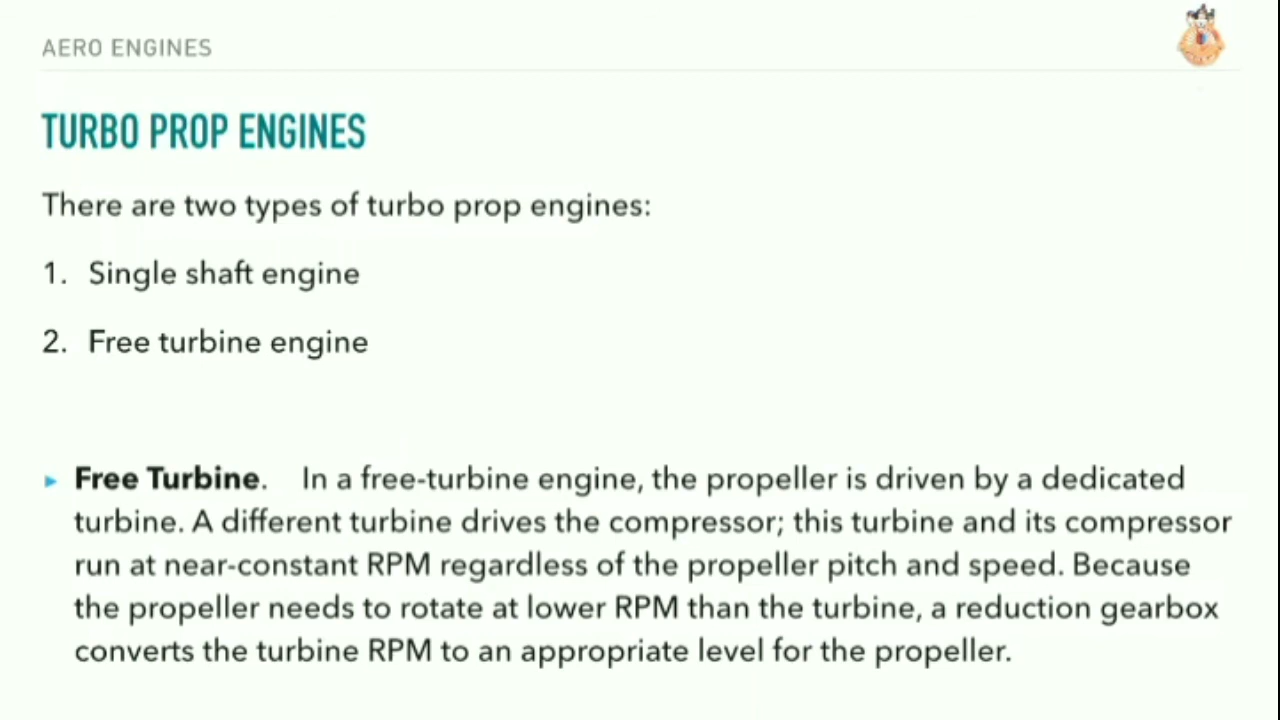 AERO ENGINES
TURBO PROP ENGINES
There are two types of turbo prop engines:
1. Single shaft engine
2. Free turbine engine
▸ Free Turbine. In a free-turbine engine, the propeller is driven by a dedicated
turbine. A different turbine drives the compressor; this turbine and its compressor
run at near-constant RPM regardless of the propeller pitch and speed. Because
the propeller needs to rotate at lower RPM than the turbine, a reduction gearbox
converts the turbine RPM to an appropriate level for the propeller.